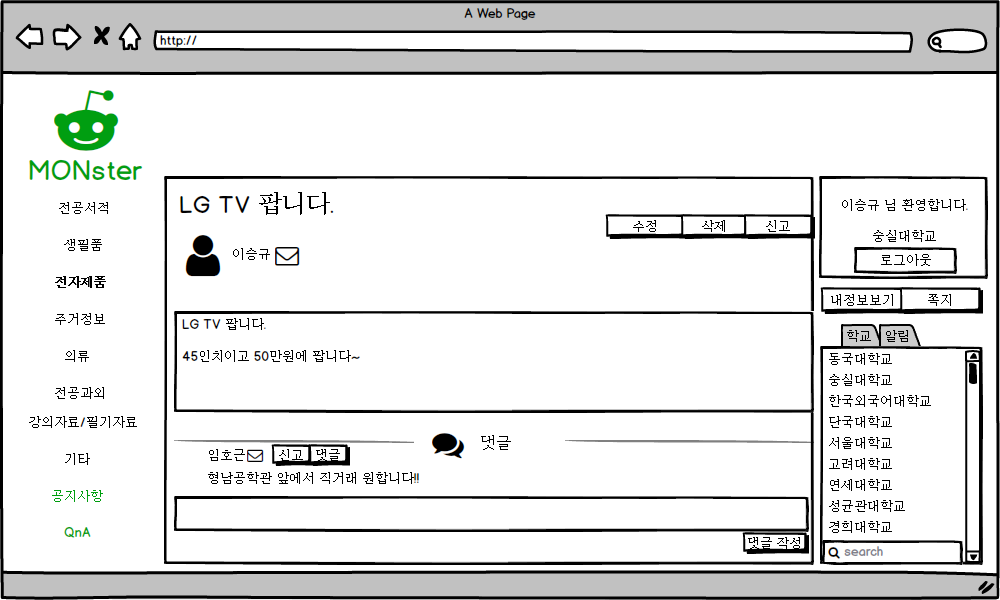 A Web Page
http://
MONster
전공서적
생필품
전자제품
주거정보
의류
전공과외
강의자료/필기자료
기타
공지사항
QnA
LG TV 팝니다.
수정 삭제 신고
이승규
LG TV 팝니다.
45인치이고 50만원에 팝니다~
댓글
임호근 신고 댓글
형남공학관 앞에서 직거래 원합니다!!
댓글 작성
이승규 님 환영합니다.
숭실대학교
로그아웃
내정보보기 쪽지
학교 알림
동국대학교
숭실대학교
한국외국어대학교
단국대학교
서울대학교
고려대학교
연세대학교
성균관대학교
경희대학교
search